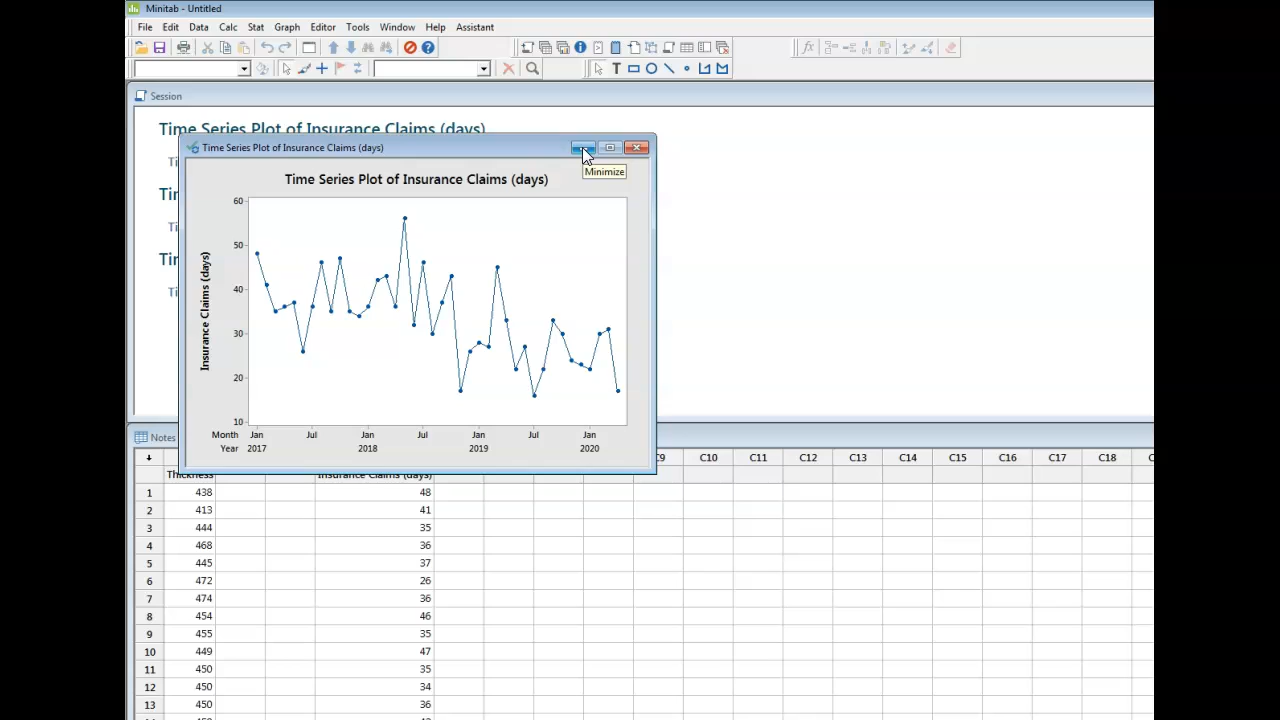 Minitab - Untitled
File Edit Data Calc Stat Graph Editor Tools Window Help Assistant
Session
Time Series Plot of Insurance Claims (days)
Time Series Plot of Insurance Claims (days)
Minimize
Time Series Plot of Insurance Claims (days)
60
50
40
30
20
10
Insurance Claims (days)
Month Jan Jul Jan Jul Jan Jul Jan
Year 2017 2018 2019 2020
Notes
C10 C11 C12 C13 C14 C15 C16 C17 C18
Thickness Insurance Claims (days)
1 438 48
2 413 41
3 444 35
4 468 36
5 445 37
6 472 26
7 474 36
8 454 46
9 455 35
10 449 47
11 450 35
12 450 34
13 450 36